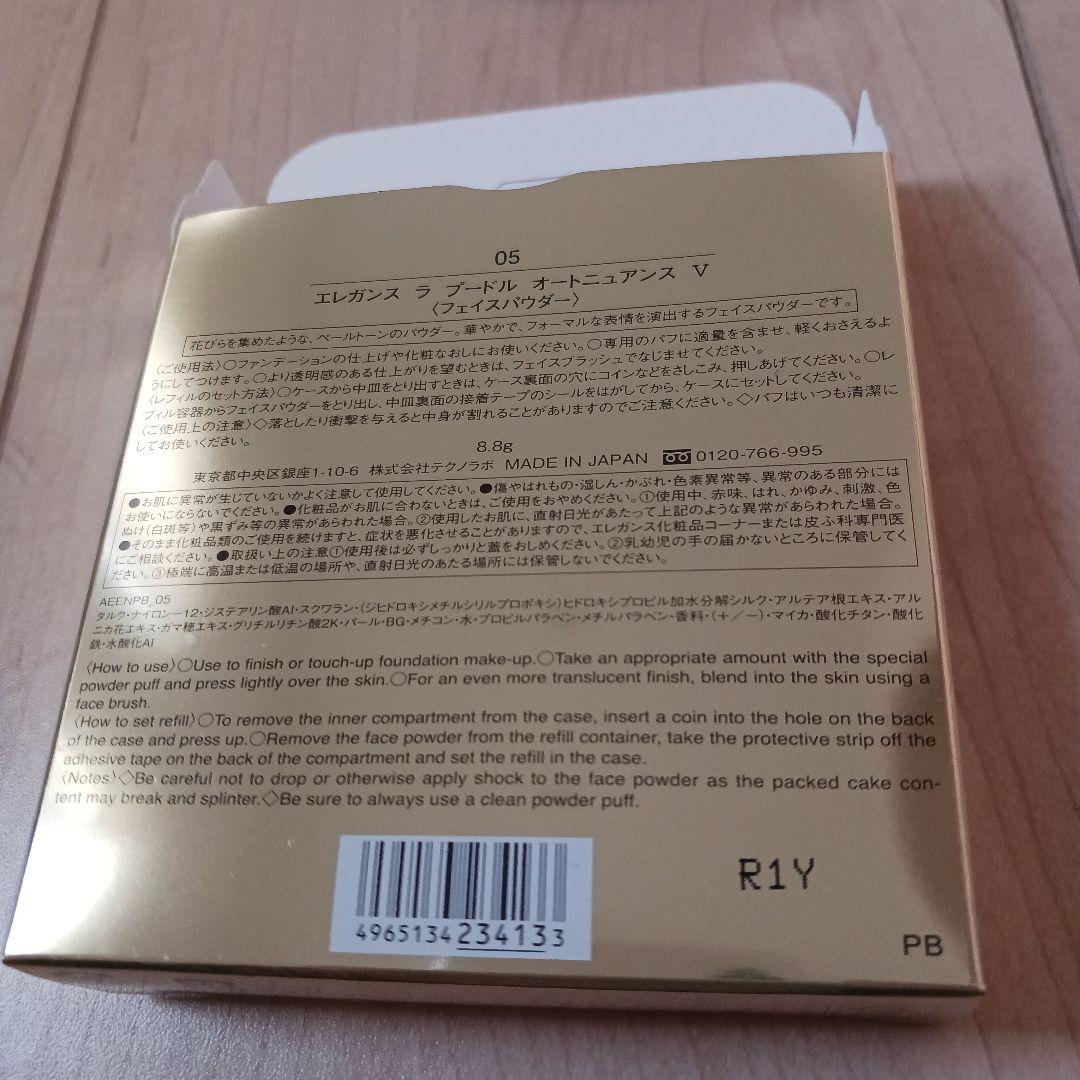 05
エレガンス ラ プードル オートニュアンス V
〈フェイスパウダー〉
花びらを集めたような、ペールトーンのパウダー。華やかで、フォーマルな表情を演出するフェイスパウダーです。
〈ご使用法〉○ファンデーションの仕上げや化粧なおしにお使いください。○専用のパフに適量を含ませ、軽くおさえるよ
うにしてつけます。○より透明感のある仕上がりを望むときは、フェイスブラッシュでなじませてください。
〈レフィルのセット方法〉○ケースから中皿をとり出すときは、ケース裏面の穴にコインなどをさしこみ、押しあげてください。○レ
フィル容器からフェイスパウダーをとり出し、中皿裏面の接着テープのシールをはがしてから、ケースにセットしてください。
〈ご使用上の注意〉◇落としたり衝撃を与えると中身が割れることがありますのでご注意ください。◇パフはいつも清潔に
してお使いください。
8.8g
東京都中央区銀座1-10-6 株式会社テクノラボ MADE IN JAPAN 0120-766-995
●お肌に異常が生じていないかよく注意して使用してください。●傷やはれもの・湿しん・かぶれ・色素異常等、異常のある部分には
お使いにならないでください。●化粧品がお肌に合わないときは、ご使用をおやめください。①使用中、赤味、はれ、かゆみ、刺激、色
ぬけ(白斑等)や黒ずみ等の異常があらわれた場合。②使用したお肌に、直射日光があたって上記のような異常があらわれた場合。
●そのまま化粧品類のご使用を続けますと、症状を悪化させることがありますので、エレガンス化粧品コーナーまたは皮ふ科専門医
にご相談ください。●取扱い上の注意①使用後は必ずしっかりと蓋をおしめください。②乳幼児の手の届かないところに保管してく
ださい。③極端に高温または低温の場所や、直射日光のあたる場所には保管しないでください。
AEENPB_05
タルク・ナイロン-12・ジステアリン酸Al・スクワラン・(ジヒドロキシメチルシリルプロポキシ)ヒドロキシプロピル加水分解シルク・アルテア根エキス・アル
ニカ花エキス・ガマ穂エキス・グリチルリチン酸2K・パール・BG・メチコン・水・プロピルパラベン・メチルパラベン・香料・(+/-)・マイカ・酸化チタン・酸化
鉄・水酸化Al
〈How to use〉○Use to finish or touch-up foundation make-up.○Take an appropriate amount with the special
powder puff and press lightly over the skin.○For an even more translucent finish, blend into the skin using a
face brush.
〈How to set refill〉○To remove the inner compartment from the case, insert a coin into the hole on the back
of the case and press up.○Remove the face powder from the refill container, take the protective strip off the
adhesive tape on the back of the compartment and set the refill in the case.
〈Notes〉◇Be careful not to drop or otherwise apply shock to the face powder as the packed cake con-
tent may break and splinter.◇Be sure to always use a clean powder puff.
R1Y
4965134234133
PB